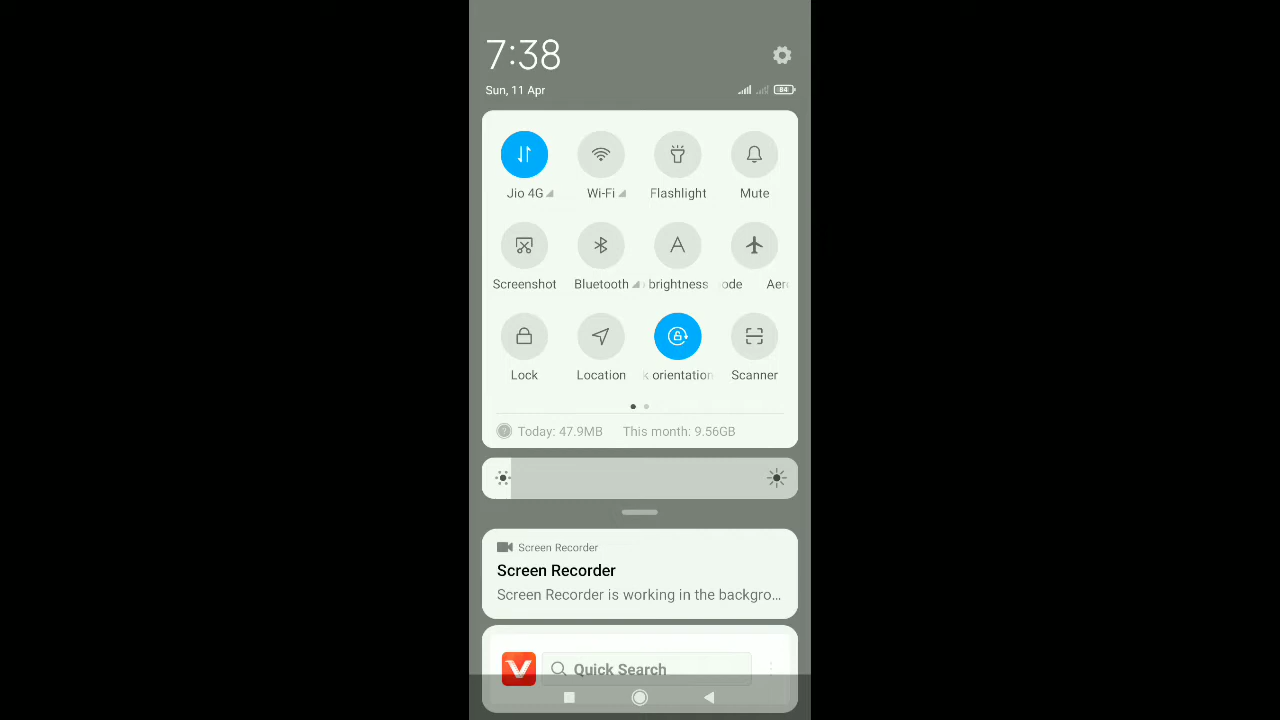 7:38
Sun, 11 Apr
84
Jio 4G Wi-Fi Flashlight Mute
Screenshot Bluetooth brightness ode Aer
Lock Location orientation Scanner
Today: 47.9MB This month: 9.56GB
Screen Recorder
Screen Recorder
Screen Recorder is working in the backgro...
Quick Search